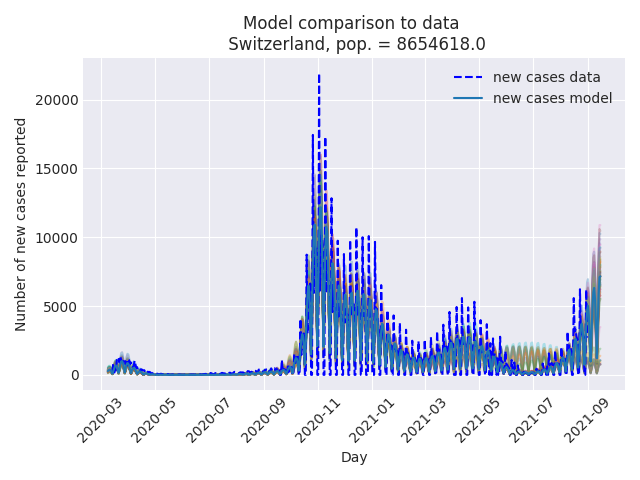 Model comparison to data
Switzerland, pop. = 8654618.0
new cases data
new cases model
Number of new cases reported
20000
15000
10000
5000
0
2020-03
2020-05
2020-07
2020-09
2020-11
2021-01
2021-03
2021-05
2021-07
2021-09
Day